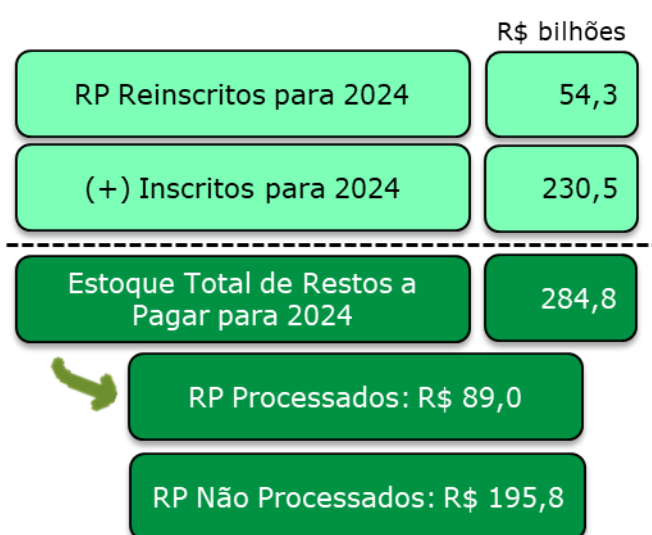 R$ bilhões
RP Reinscritos para 2024
54,3
(+) Inscritos para 2024
230,5
Estoque Total de Restos a
Pagar para 2024
284,8
RP Processados: R$ 89,0
RP Não Processados: R$ 195,8